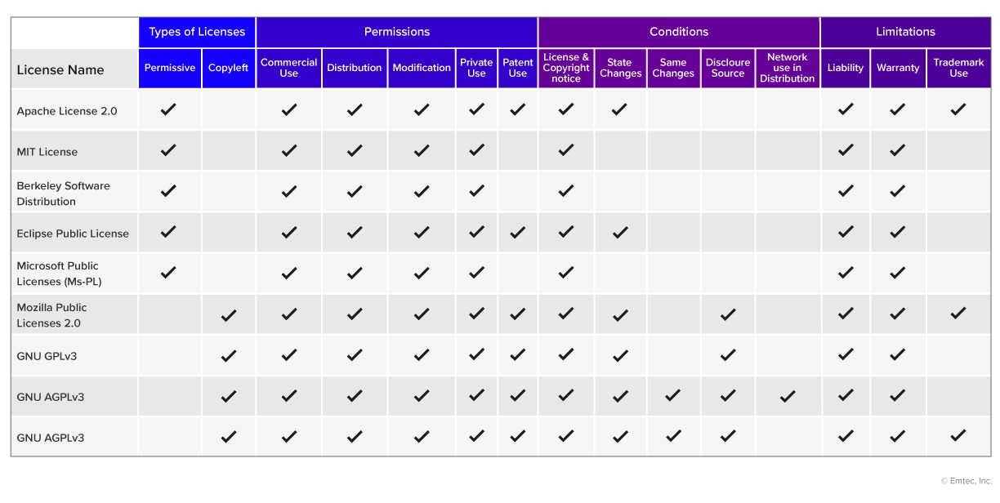 Types of Licenses Permissions Conditions Limitations
License Name Permissive Copyleft Commercial Use Distribution Modification Private Use Patent Use License & Copyright notice State Changes Same Changes Discloure Source Network use in Distribution Liability Warranty Trademark Use
Apache License 2.0 ✓ ✓ ✓ ✓ ✓ ✓ ✓ ✓ ✓ ✓ ✓
MIT License ✓ ✓ ✓ ✓ ✓ ✓ ✓ ✓
Berkeley Software
Distribution ✓ ✓ ✓ ✓ ✓ ✓ ✓ ✓
Eclipse Public License ✓ ✓ ✓ ✓ ✓ ✓ ✓ ✓ ✓ ✓
Microsoft Public
Licenses (Ms-PL) ✓ ✓ ✓ ✓ ✓ ✓ ✓ ✓
Mozilla Public
Licenses 2.0 ✓ ✓ ✓ ✓ ✓ ✓ ✓ ✓ ✓ ✓ ✓ ✓
GNU GPLv3 ✓ ✓ ✓ ✓ ✓ ✓ ✓ ✓ ✓ ✓ ✓
GNU AGPLv3 ✓ ✓ ✓ ✓ ✓ ✓ ✓ ✓ ✓ ✓ ✓ ✓ ✓
GNU AGPLv3 ✓ ✓ ✓ ✓ ✓ ✓ ✓ ✓ ✓ ✓ ✓ ✓ ✓
© Emtec, Inc.